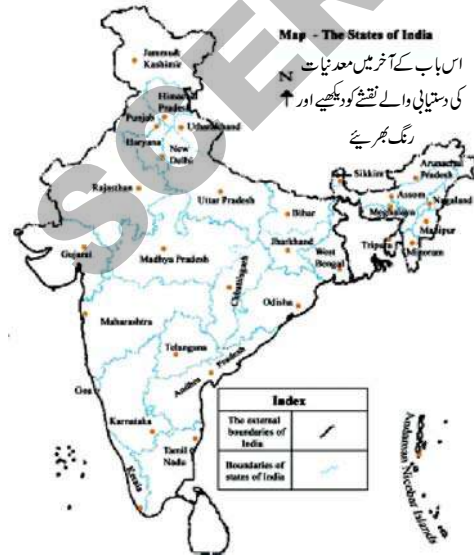 Map - The States of India
اس باب کے آخر میں معدنیات
کی دستیابی والے نقشے کو دیکھیے اور
رنگ بھریئے
N
Jammu &
Kashmir
Himachal
Pradesh
Punjab
Uttarkhand
Haryana
New
Delhi
Rajasthan
Uttar Pradesh
Sikkim
Arunachal
Pradesh
Assom
Nagaland
Meghalaya
Manipur
Bihar
Tripura
Mizoram
Jharkhand
West
Bengal
Gujarat
Madhya Pradesh
Chhattisgarh
Odisha
Maharashtra
Telangana
Andhra Pradesh
Goa
Karnataka
Tamil
Nadu
Kerala
Index
The external
boundaries of
India
Boundaries of
states of India
Andaman Nicobar Islands
SCER